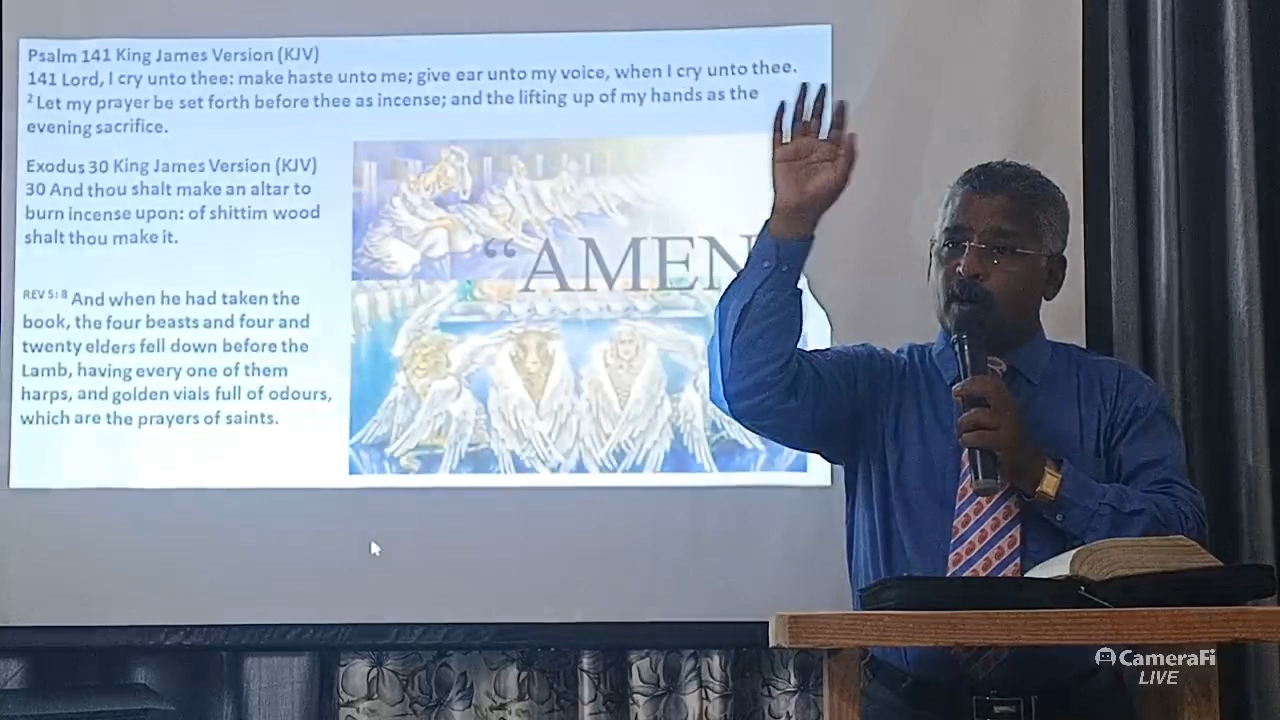 Psalm 141 King James Version (KJV)
141 Lord, I cry unto thee: make haste unto me; give ear unto my voice, when I cry unto thee.
2 Let my prayer be set forth before thee as incense; and the lifting up of my hands as the
evening sacrifice.
Exodus 30 King James Version (KJV)
30 And thou shalt make an altar to
burn incense upon: of shittim wood
shalt thou make it.
REV 5:8 And when he had taken the
book, the four beasts and four and
twenty elders fell down before the
Lamb, having every one of them
harps, and golden vials full of odours,
which are the prayers of saints.
“AMEN
CameraFi
LIVE